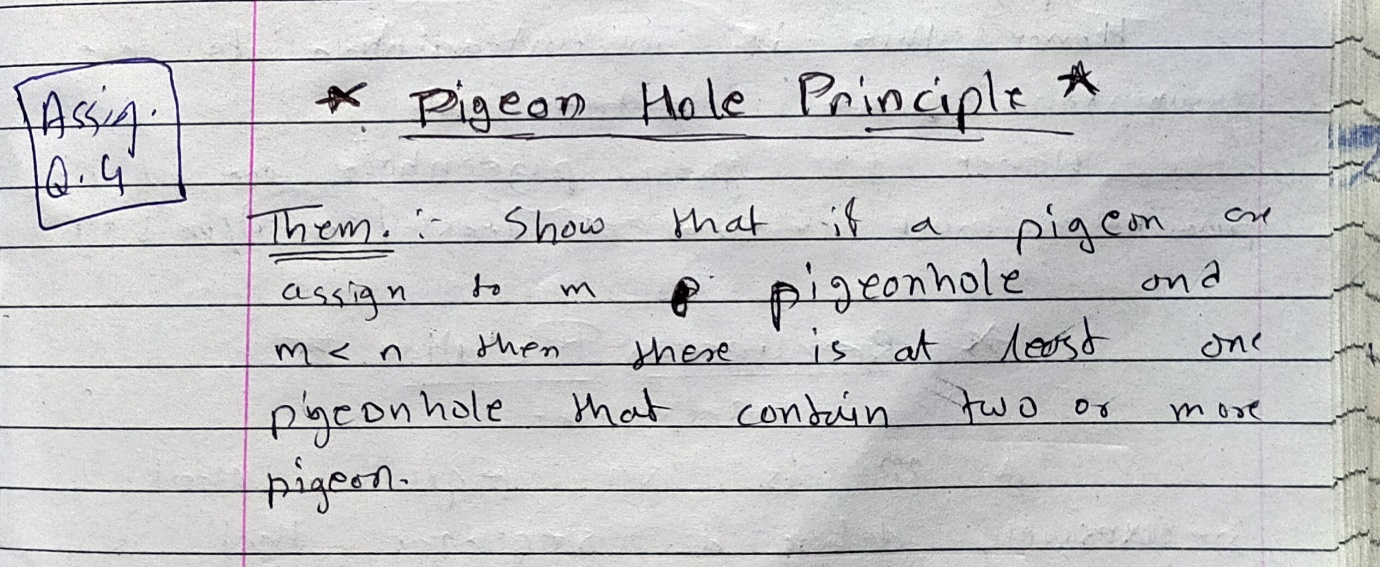 Assig.
Q.4
* Pigeon Hole Principle *
Them. :- Show that if a pigeon are
assign to m pigeonhole and
m < n then there is at least one
pigeonhole that contain two or more
pigeon.